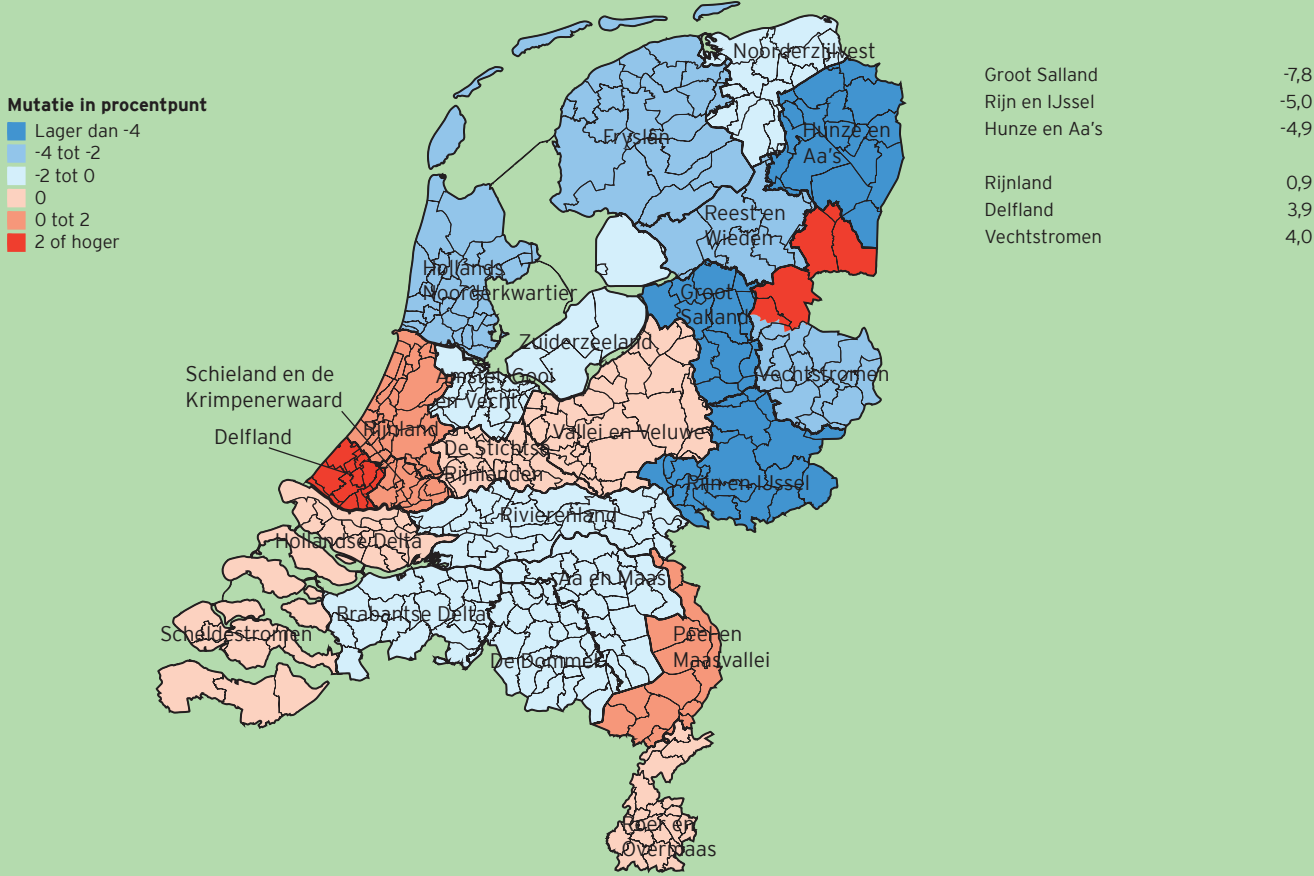 Mutatie in procentpunt
Lager dan -4
-4 tot -2
-2 tot 0
0
0 tot 2
2 of hoger
Noorderzijlvest
Fryslân
Hunze en
Aa's
Reest en
Wieden
Hollands
Noorderkwartier
Groot
Salland
Zuiderzeeland
Vechtstromen
Amstel, Gooi
en Vecht
Schieland en de
Krimpenerwaard
Delfland
Rijnland
Vallei en Veluwe
De Stichtse
Rijnlanden
Rijn en IJssel
Rivierenland
Hollandse Delta
Aa en Maas
Brabantse Delta
Scheldestromen
De Dommel
Peel en
Maasvallei
Roer en
Overmaas
Groot Salland -7,8
Rijn en IJssel -5,0
Hunze en Aa's -4,9
Rijnland 0,9
Delfland 3,9
Vechtstromen 4,0